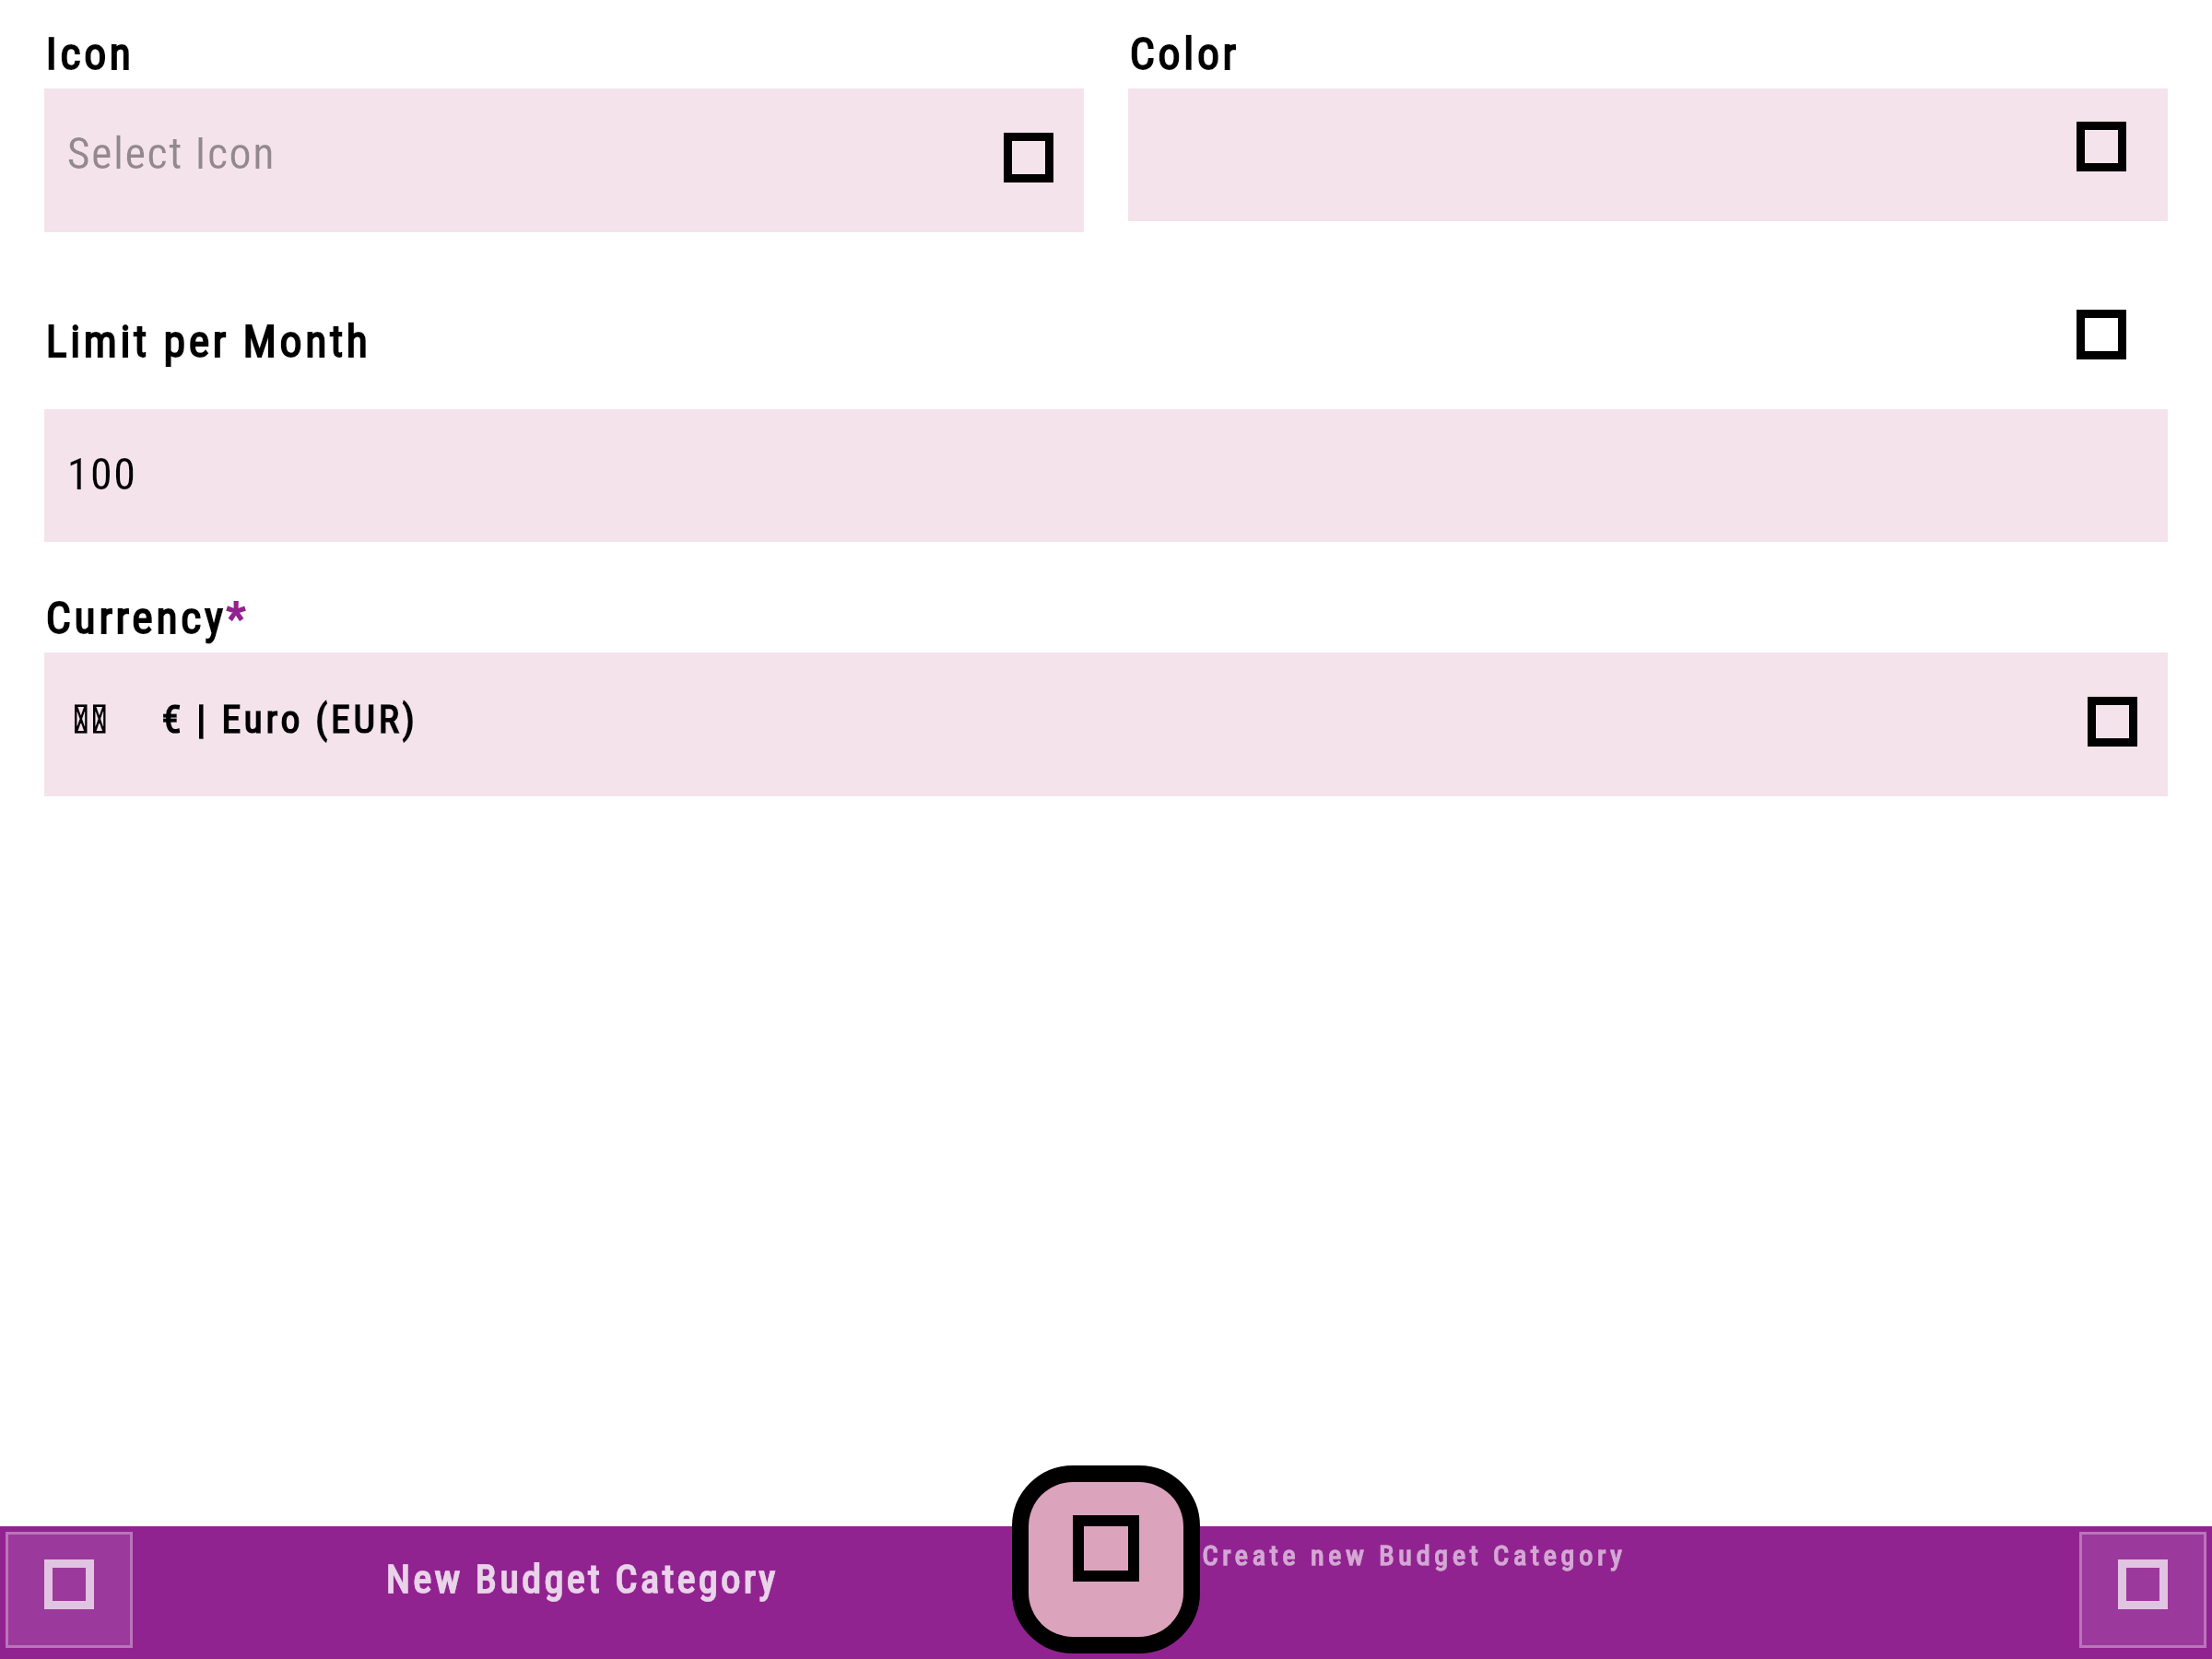 Icon
Color
Select Icon
Limit per Month
100
Currency*
€ | Euro (EUR)
New Budget Category
Create new Budget Category